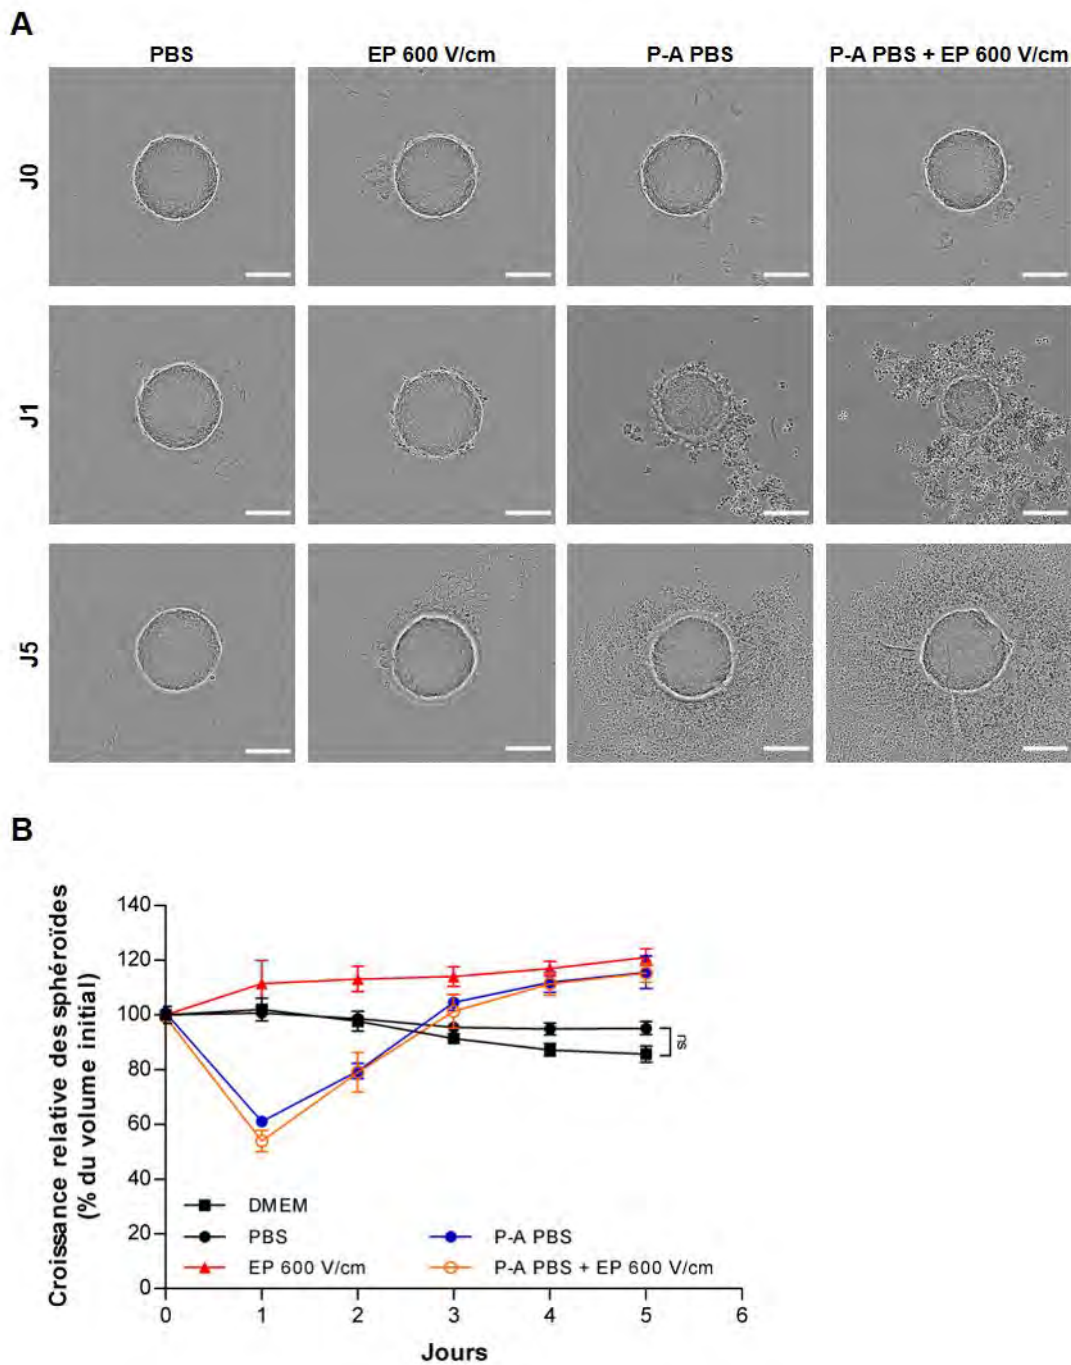 A
PBS
EP 600 V/cm
P-A PBS
P-A PBS + EP 600 V/cm
J0
J1
J5
B
Croissance relative des sphéroïdes
(% du volume initial)
140
120
100
80
60
40
20
0
ns
DMEM
PBS
EP 600 V/cm
P-A PBS
P-A PBS + EP 600 V/cm
0 1 2 3 4 5 6
Jours